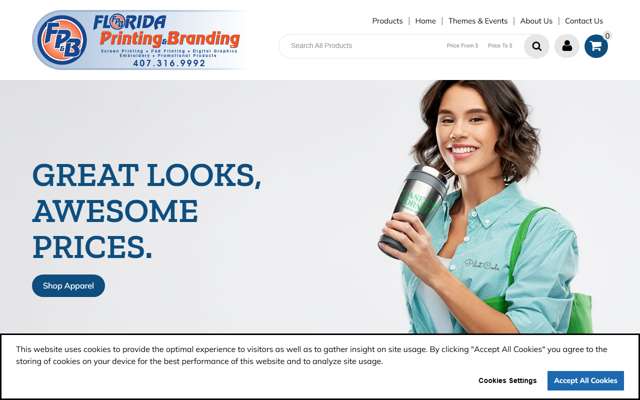 FLORIDA
Printing & Branding
Screen Printing • Pad Printing • Digital Graphics
Embroidery • Promotional Products
407.316.9992
FP&B
Products | Home | Themes & Events | About Us | Contact Us
Search All Products
Price From $
Price To $
0
GREAT LOOKS,
AWESOME
PRICES.
Shop Apparel
This website uses cookies to provide the optimal experience to visitors as well as to gather insight on site usage. By clicking "Accept All Cookies" you agree to the
storing of cookies on your device for the best performance of this website and to analyze site usage.
Cookies Settings
Accept All Cookies